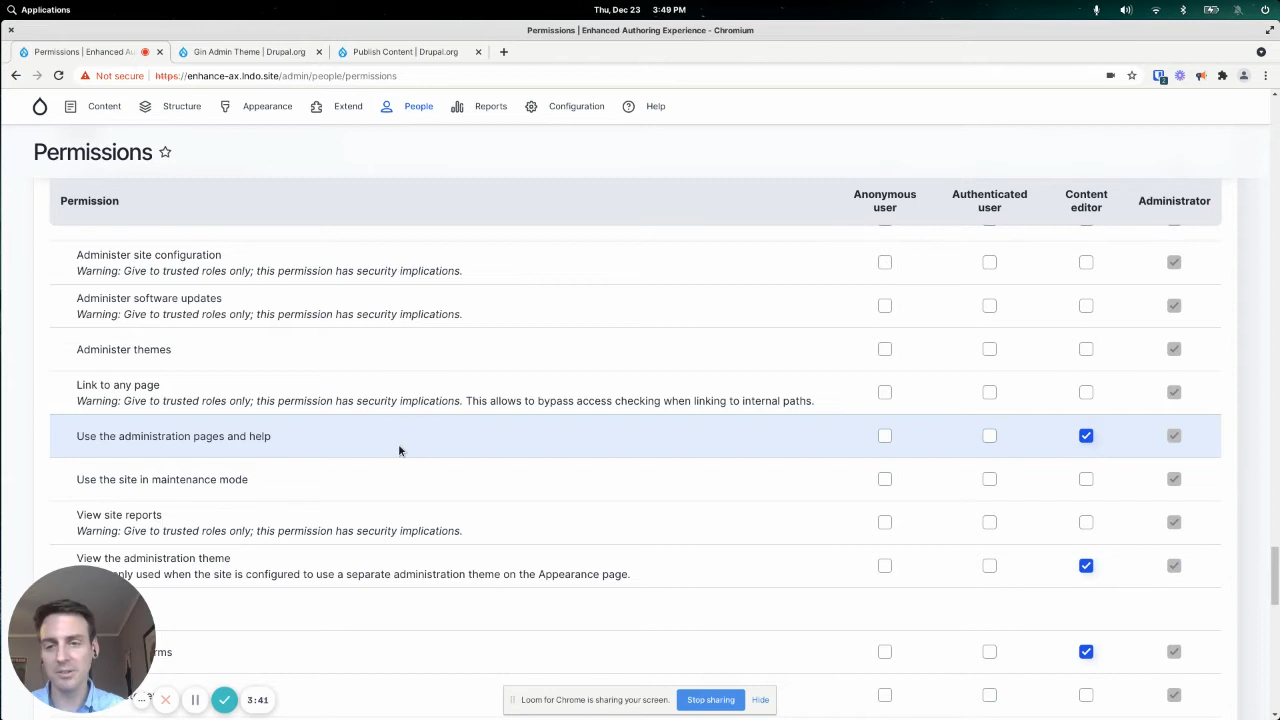 Applications
Thu, Dec 23 3:49 PM
Permissions | Enhanced Authoring Experience - Chromium
Permissions | Enhanced Au
Gin Admin Theme | Drupal.org
Publish Content | Drupal.org
Not secure
https://enhance-ax.lndo.site/admin/people/permissions
Content
Structure
Appearance
Extend
People
Reports
Configuration
Help
Permissions
Permission
Anonymous
user
Authenticated
user
Content
editor
Administrator
Administer site configuration
Warning: Give to trusted roles only; this permission has security implications.
Administer software updates
Warning: Give to trusted roles only; this permission has security implications.
Administer themes
Link to any page
Warning: Give to trusted roles only; this permission has security implications. This allows to bypass access checking when linking to internal paths.
Use the administration pages and help
Use the site in maintenance mode
View site reports
Warning: Give to trusted roles only; this permission has security implications.
View the administration theme
only used when the site is configured to use a separate administration theme on the Appearance page.
3:41
Loom for Chrome is sharing your screen.
Stop sharing
Hide